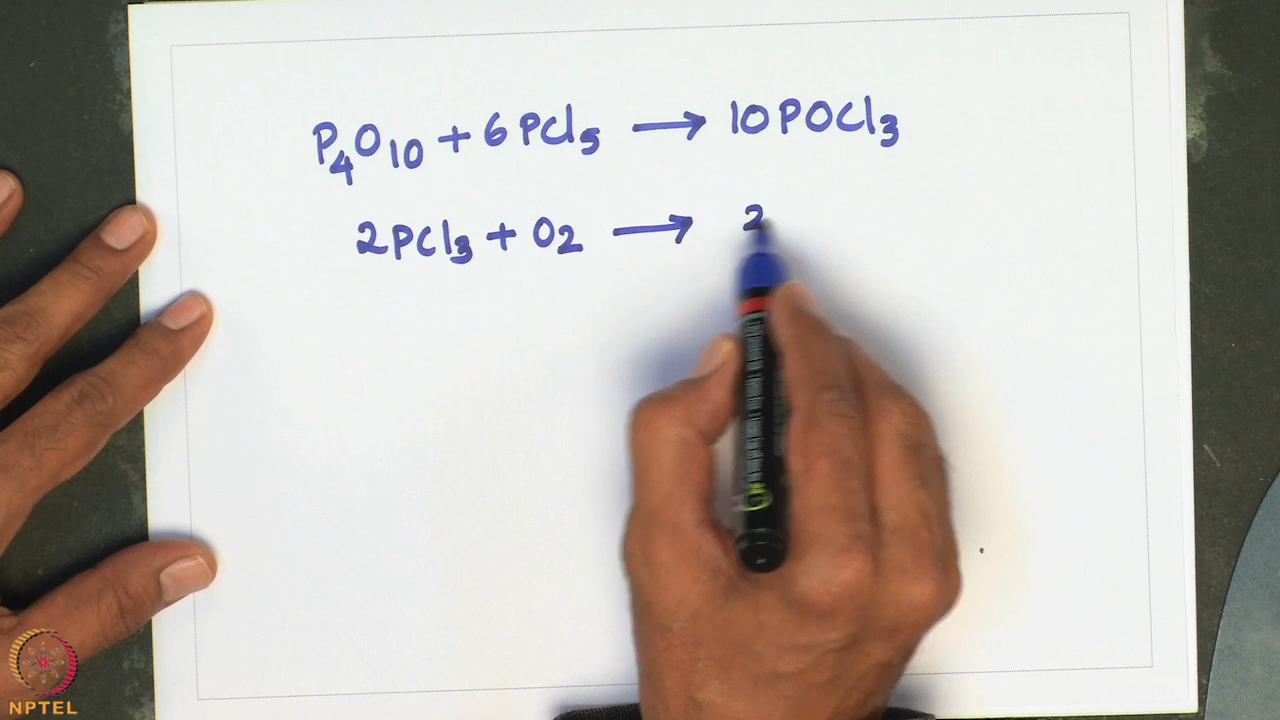 P₄O₁₀ + 6PCl₅ → 10POCl₃
2PCl₃ + O₂ → 2
NPTEL